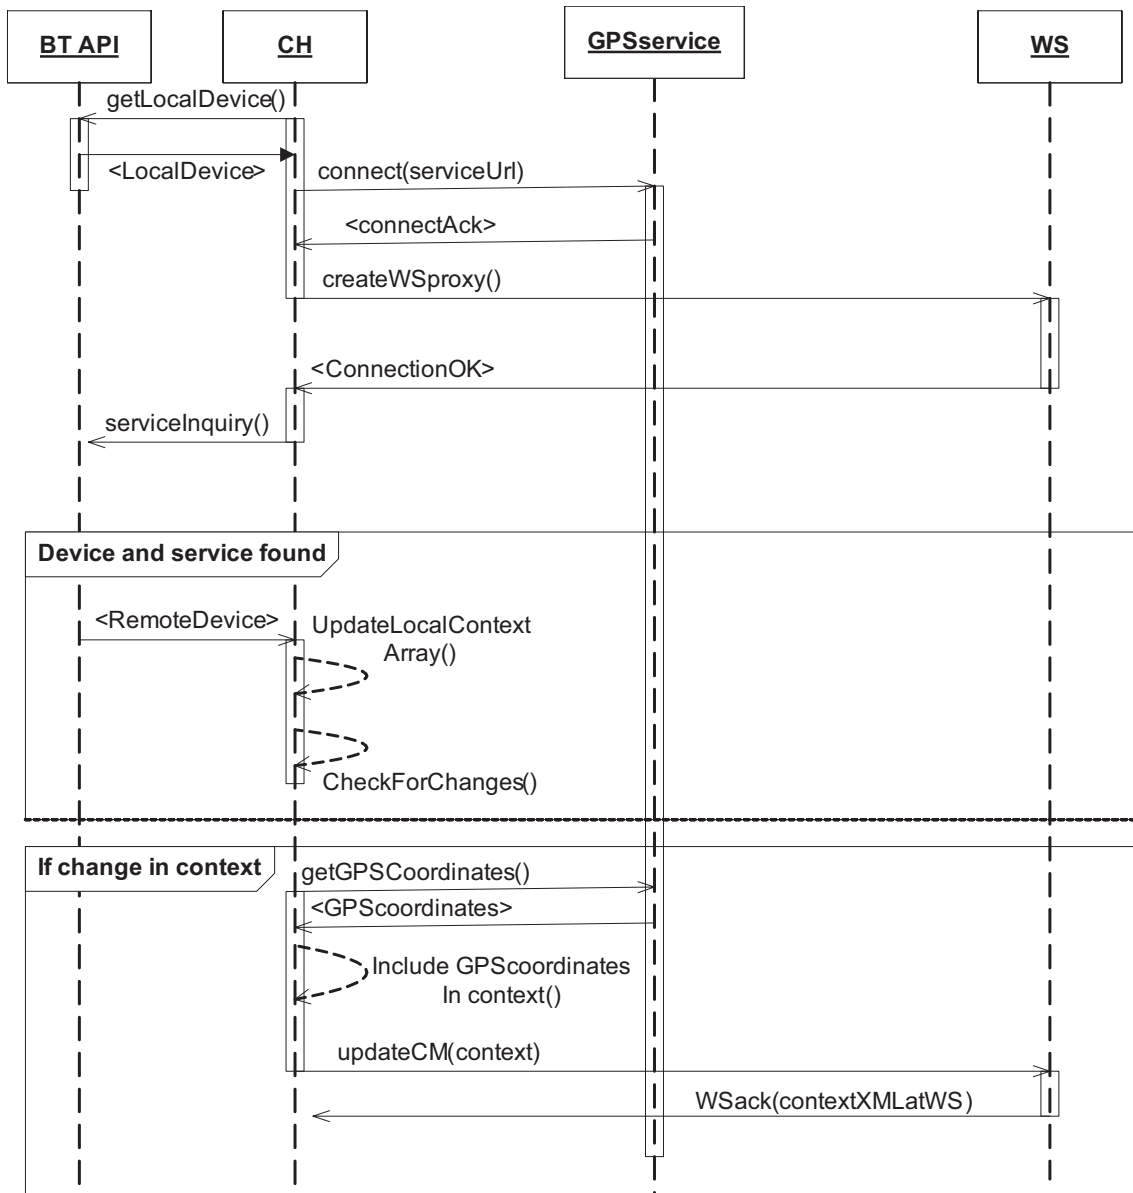 BT API
CH
GPSservice
WS
getLocalDevice()
<LocalDevice>
connect(serviceUrl)
<connectAck>
createWSproxy()
<ConnectionOK>
serviceInquiry()
Device and service found
<RemoteDevice>
UpdateLocalContext
Array()
CheckForChanges()
If change in context
getGPSCoordinates()
<GPScoordinates>
Include GPScoordinates
In context()
updateCM(context)
WSack(contextXMLatWS)